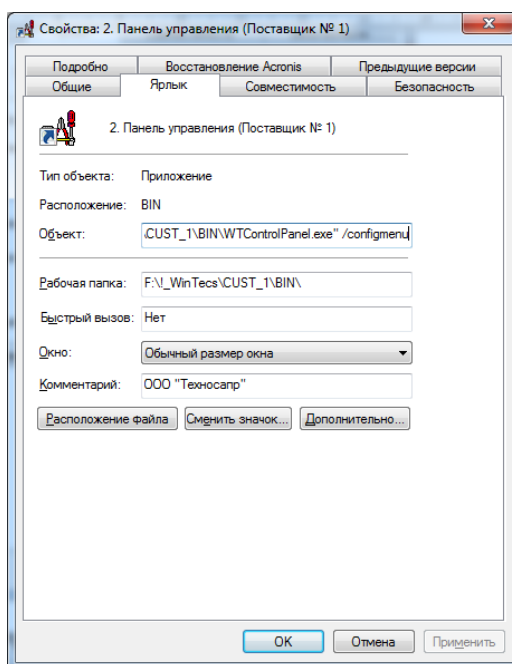 Свойства: 2. Панель управления (Поставщик № 1)
Подробно Восстановление Acronis Предыдущие версии
Общие Ярлык Совместимость Безопасность
2. Панель управления (Поставщик № 1)
Тип объекта: Приложение
Расположение: BIN
Объект: CUST_1\BIN\WTControlPanel.exe" /configmenu
Рабочая папка: F:\!_WinTecs\CUST_1\BIN\
Быстрый вызов: Нет
Окно: Обычный размер окна
Комментарий: ООО "Техносапр"
Расположение файла Сменить значок... Дополнительно...
OK Отмена Применить